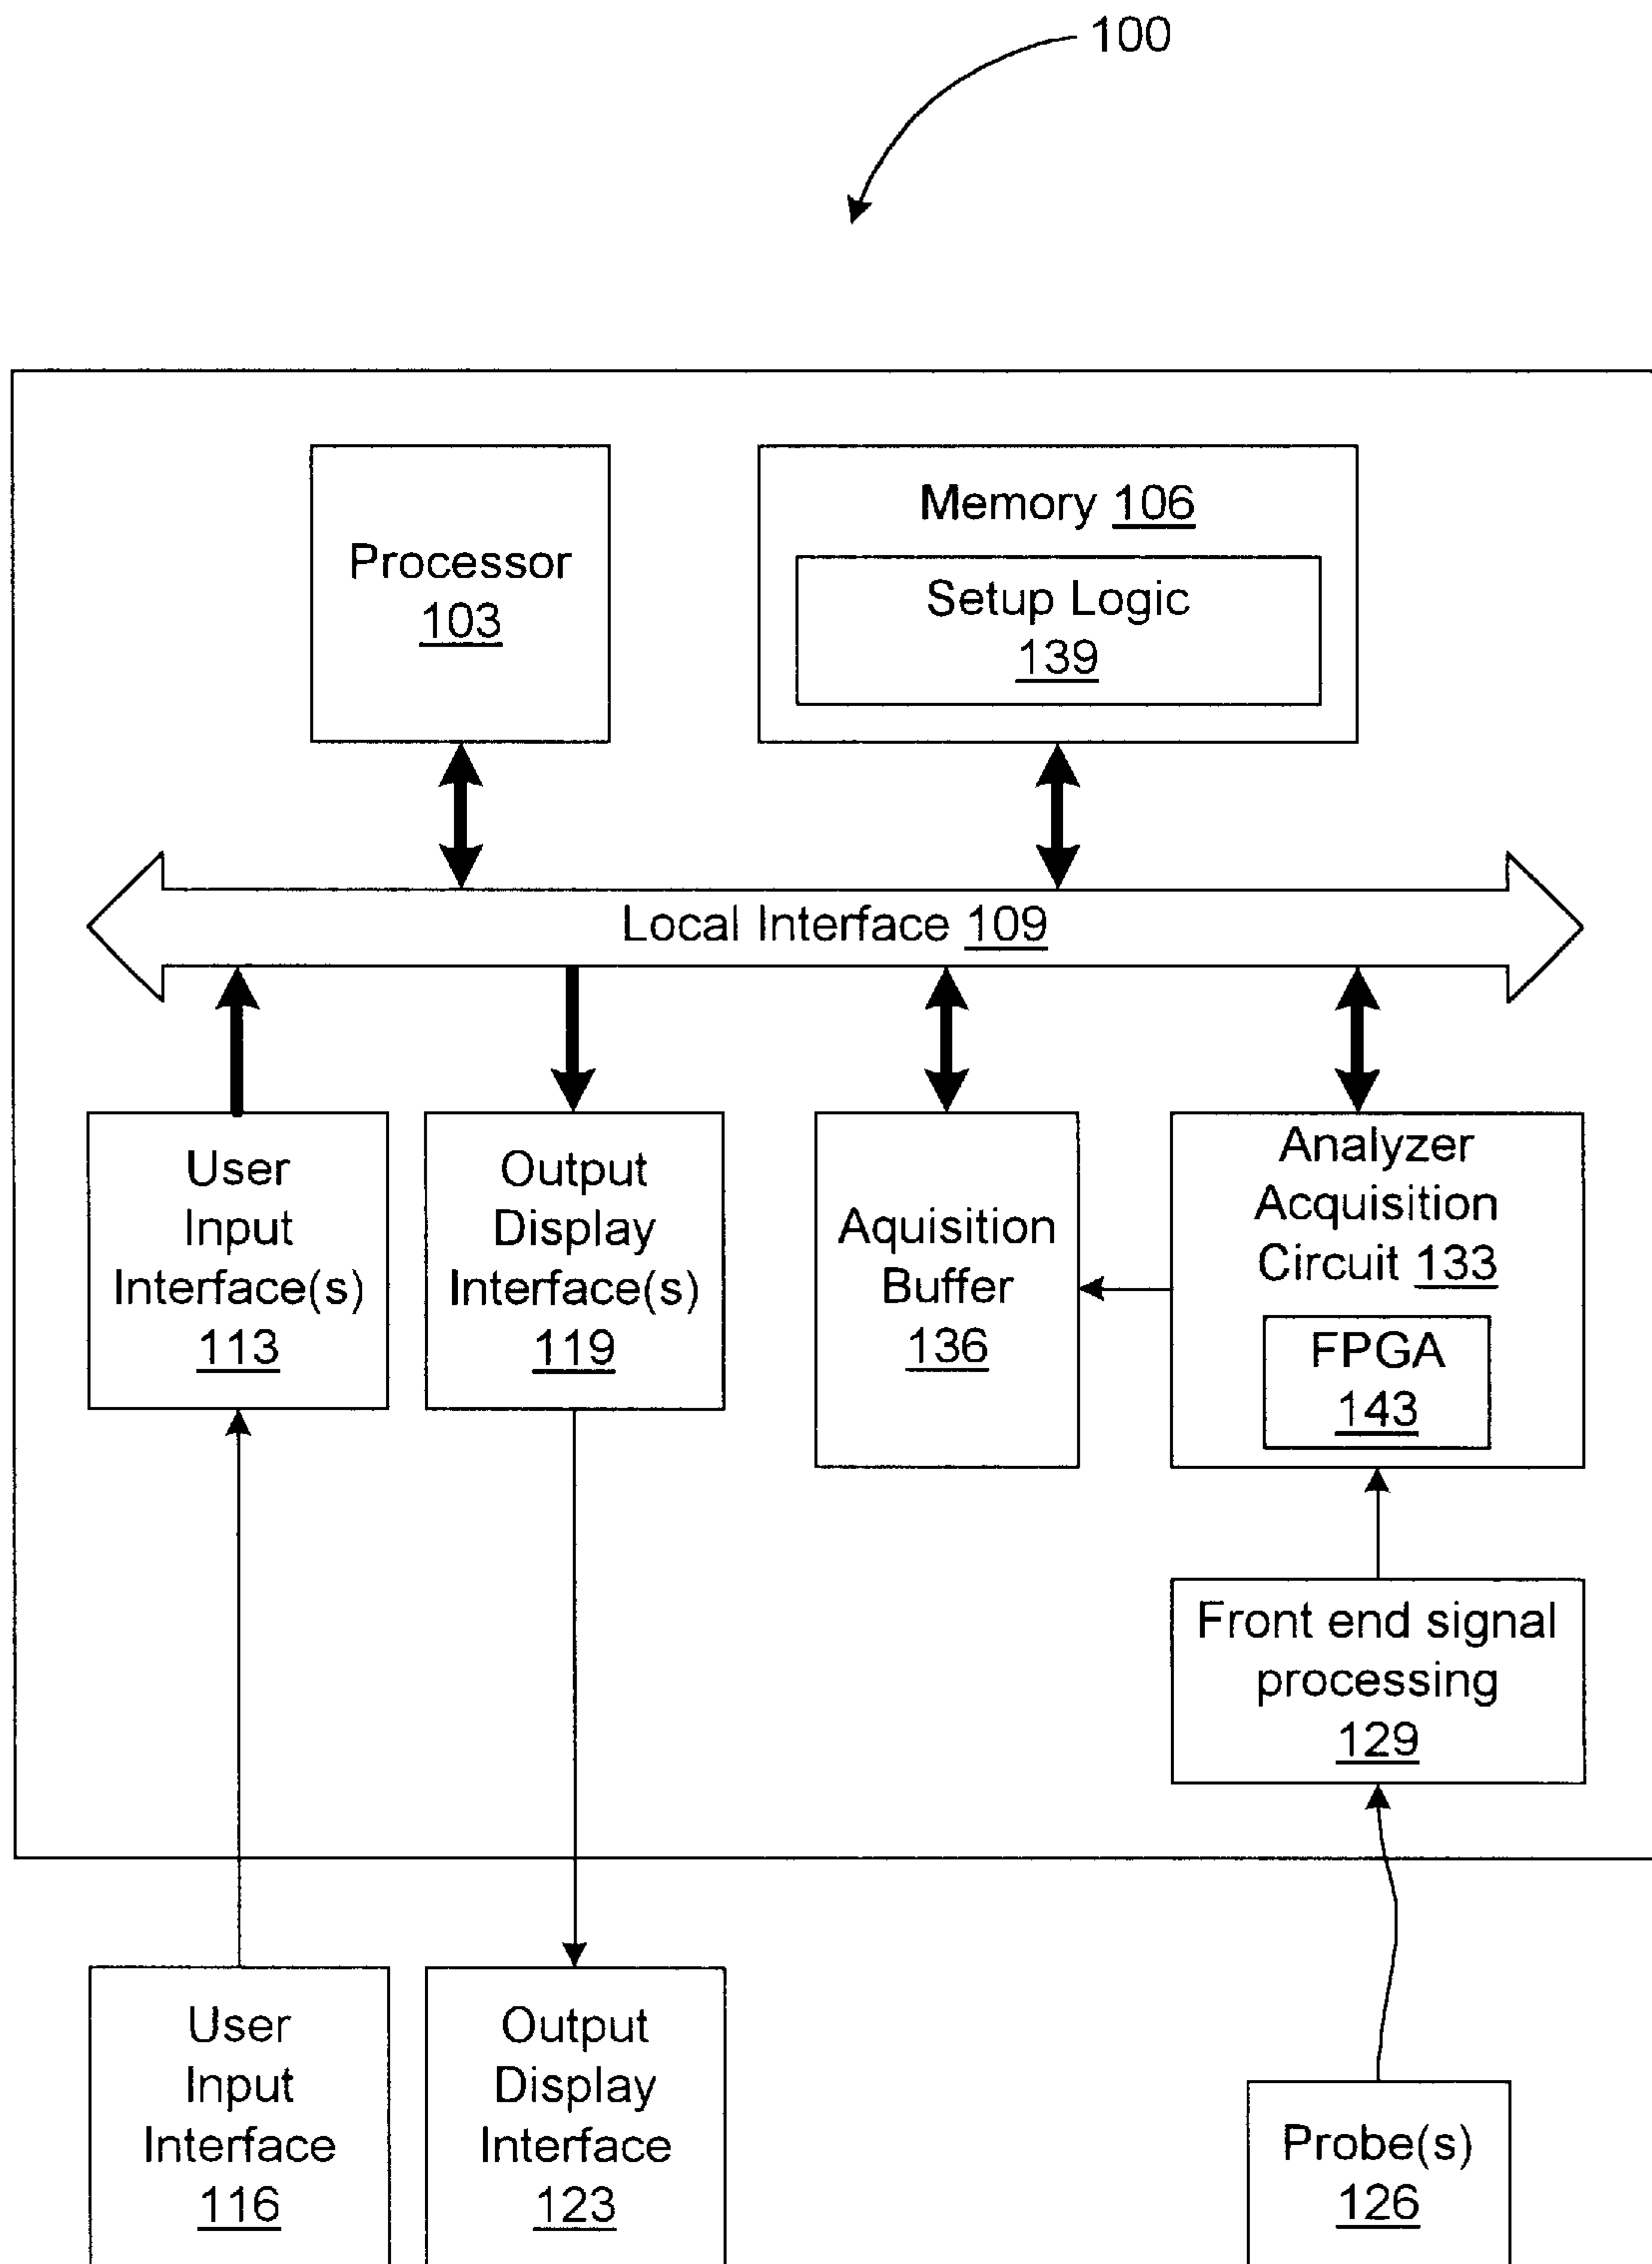 100
Processor
103
Memory 106
Setup Logic
139
Local Interface 109
User
Input
Interface(s)
113
Output
Display
Interface(s)
119
Aquisition
Buffer
136
Analyzer
Acquisition
Circuit 133
FPGA
143
Front end signal
processing
129
User
Input
Interface
116
Output
Display
Interface
123
Probe(s)
126